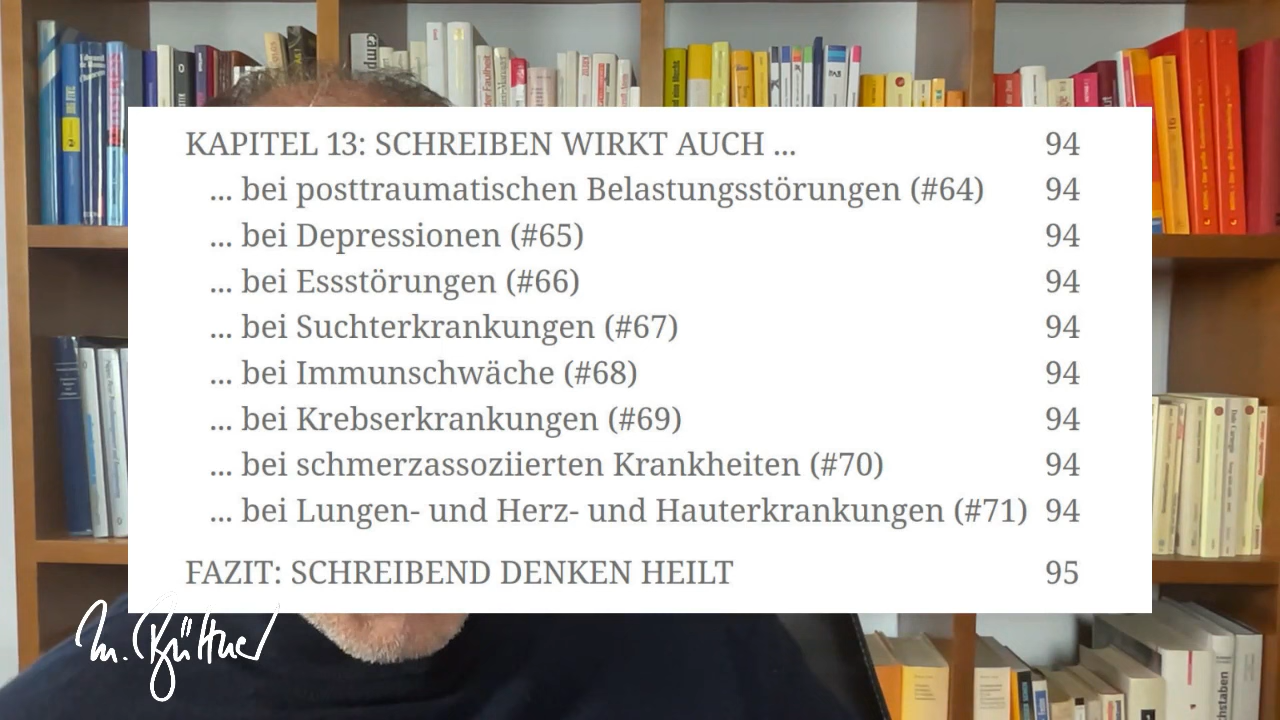 KAPITEL 13: SCHREIBEN WIRKT AUCH ... 94
... bei posttraumatischen Belastungsstörungen (#64) 94
... bei Depressionen (#65) 94
... bei Essstörungen (#66) 94
... bei Suchterkrankungen (#67) 94
... bei Immunschwäche (#68) 94
... bei Krebserkrankungen (#69) 94
... bei schmerzassoziierten Krankheiten (#70) 94
... bei Lungen- und Herz- und Hauterkrankungen (#71) 94
FAZIT: SCHREIBEND DENKEN HEILT 95
M. Büttner